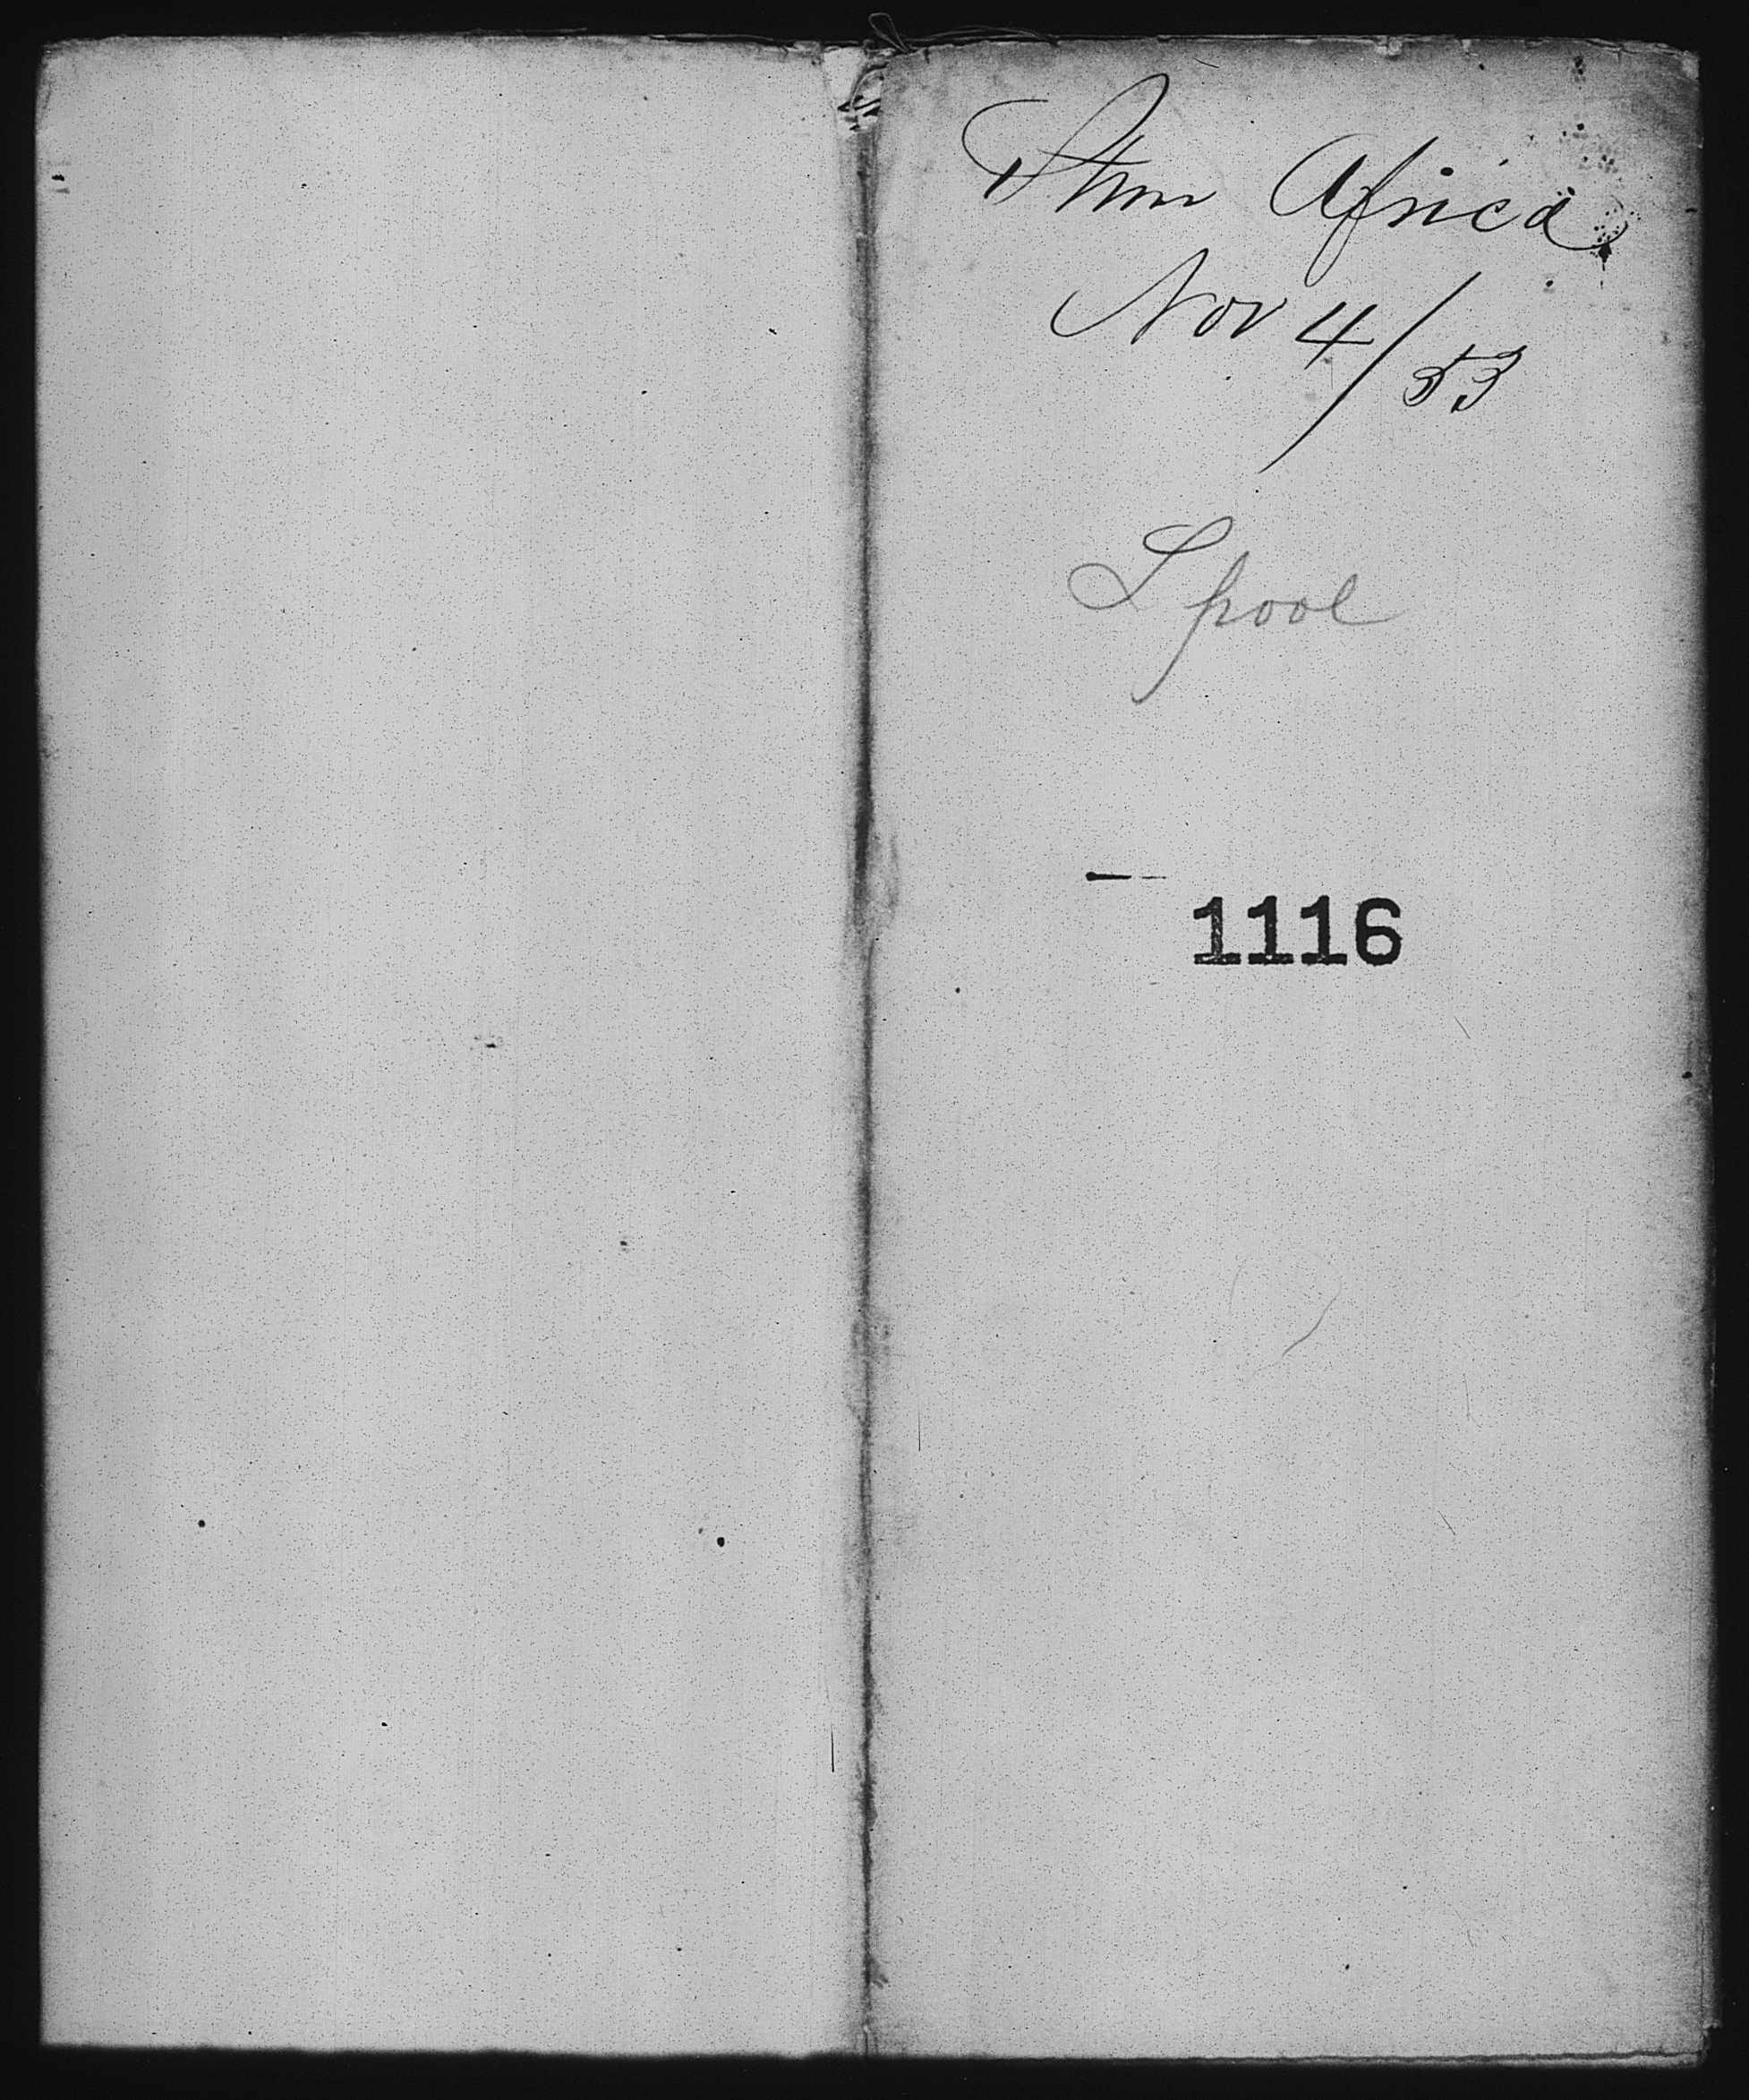 Stmr Africa
Nov 4/53
L pool
1116